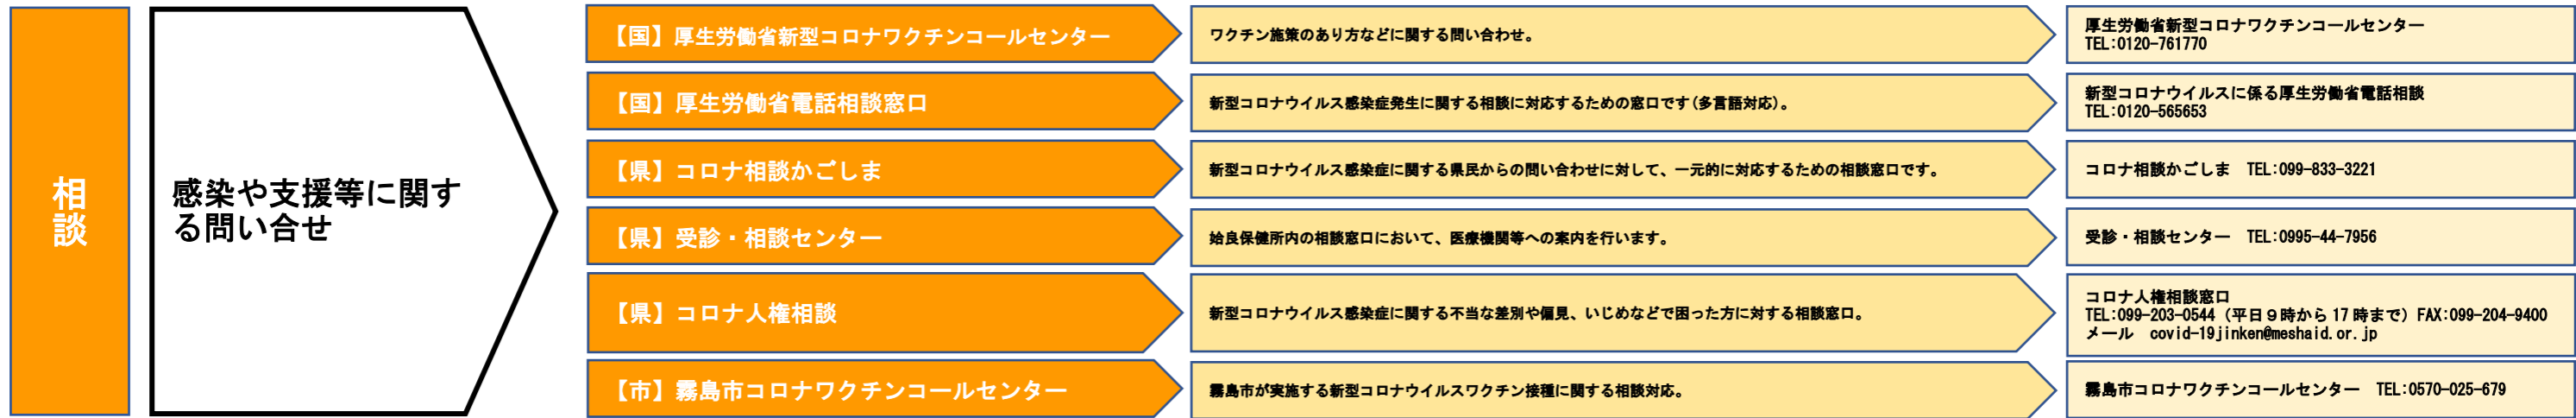 相談
感染や支援等に関す
る問い合せ
【国】厚生労働省新型コロナワクチンコールセンター
ワクチン施策のあり方などに関する問い合わせ。
厚生労働省新型コロナワクチンコールセンター
TEL:0120-761770
【国】厚生労働省電話相談窓口
新型コロナウイルス感染症発生に関する相談に対応するための窓口です(多言語対応)。
新型コロナウイルスに係る厚生労働省電話相談
TEL:0120-565653
【県】コロナ相談かごしま
新型コロナウイルス感染症に関する県民からの問い合わせに対して、一元的に対応するための相談窓口です。
コロナ相談かごしま　TEL:099-833-3221
【県】受診・相談センター
姶良保健所内の相談窓口において、医療機関等への案内を行います。
受診・相談センター　TEL:0995-44-7956
【県】コロナ人権相談
新型コロナウイルス感染症に関する不当な差別や偏見、いじめなどで困った方に対する相談窓口。
コロナ人権相談窓口
TEL:099-203-0544（平日９時から17時まで）FAX:099-204-9400
メール　covid-19jinken@meshaid.or.jp
【市】霧島市コロナワクチンコールセンター
霧島市が実施する新型コロナウイルスワクチン接種に関する相談対応。
霧島市コロナワクチンコールセンター　TEL:0570-025-679